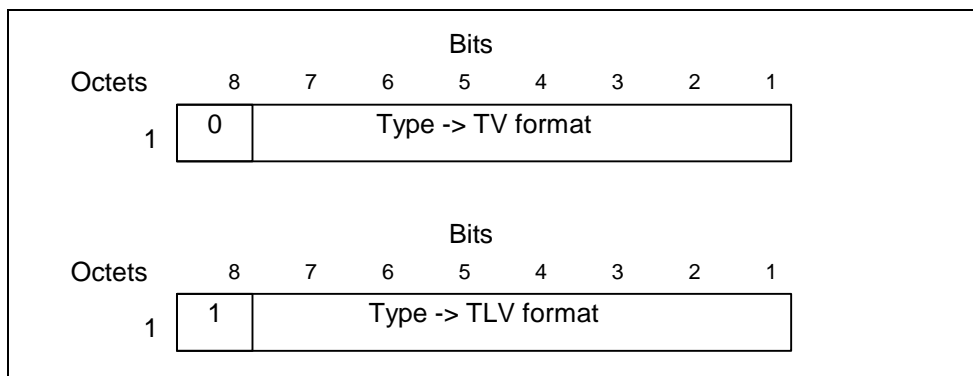 Bits
Octets 8 7 6 5 4 3 2 1
1 0 Type -> TV format
Bits
Octets 8 7 6 5 4 3 2 1
1 1 Type -> TLV format